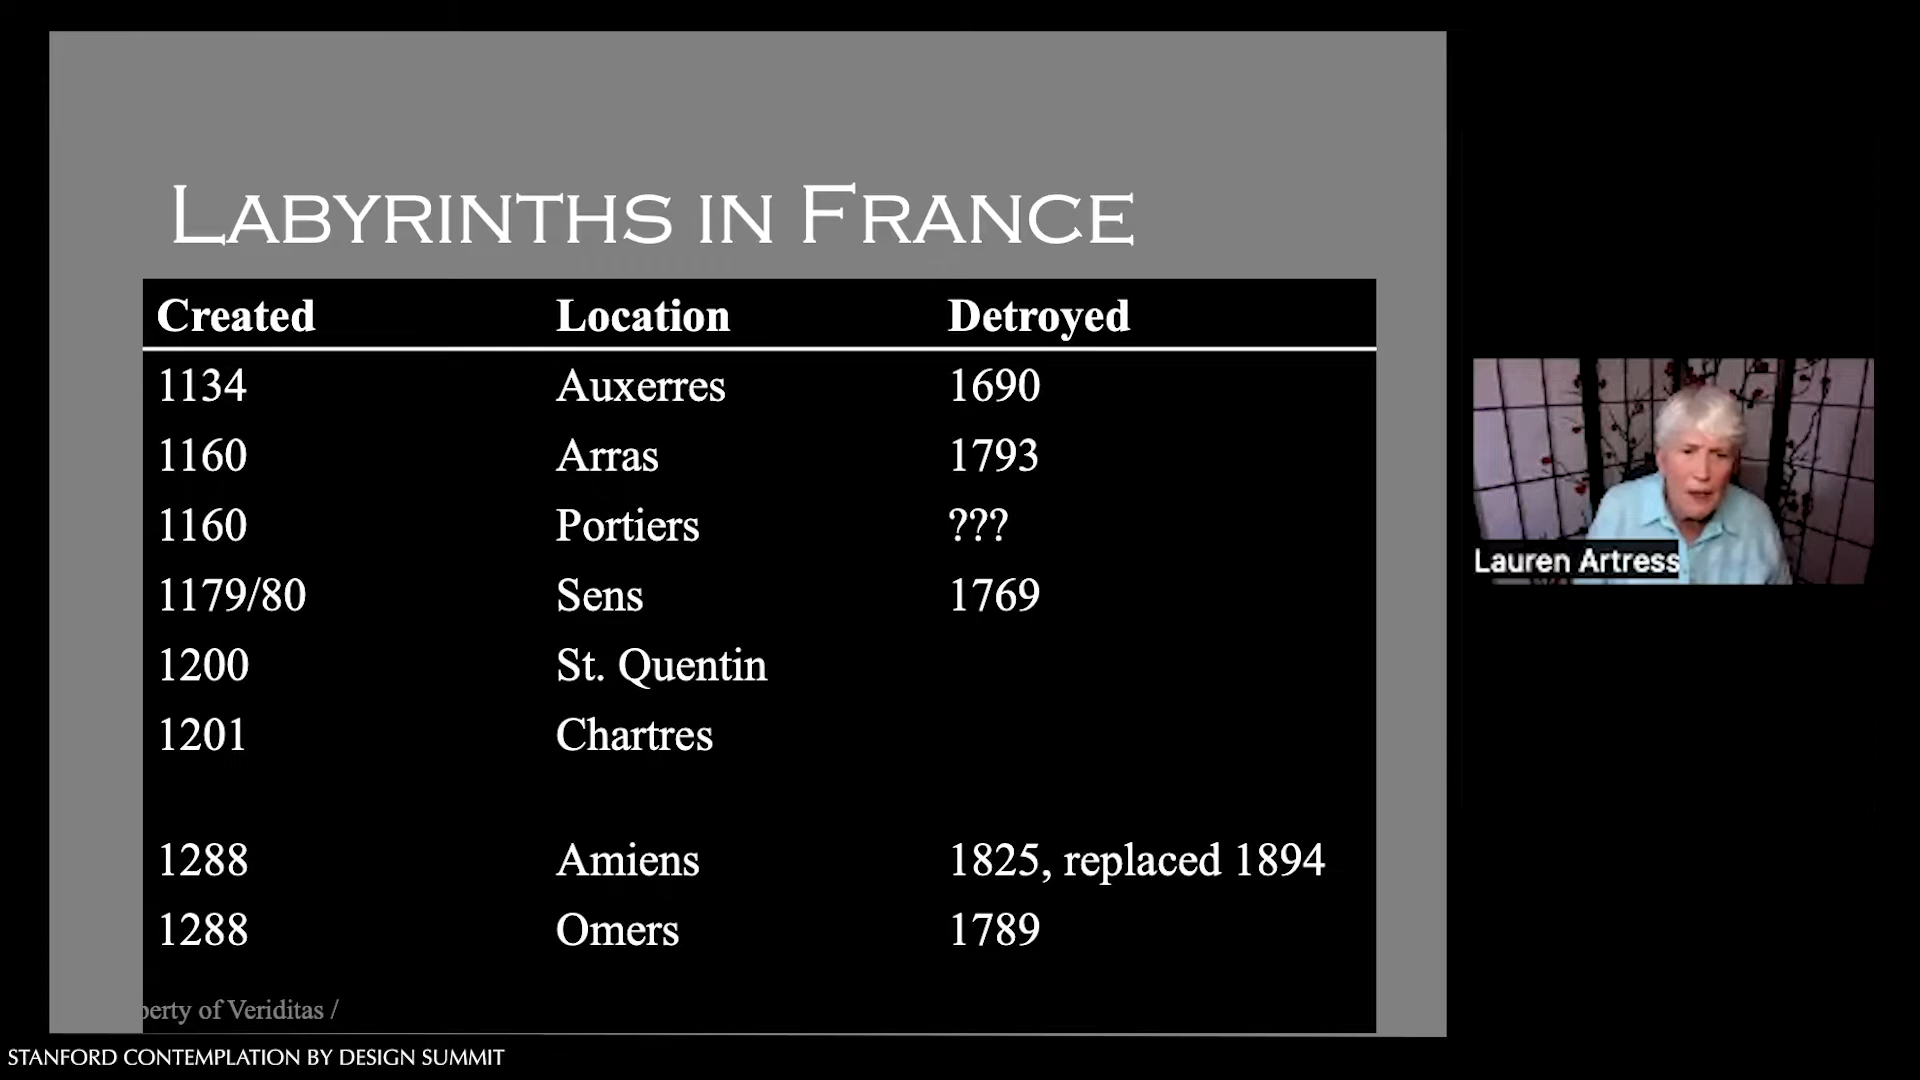 LABYRINTHS IN FRANCE
Created Location Detroyed
1134 Auxerres 1690
1160 Arras 1793
1160 Portiers ???
1179/80 Sens 1769
1200 St. Quentin
1201 Chartres
1288 Amiens 1825, replaced 1894
1288 Omers 1789
of Veriditas /
Lauren Artress
STANFORD CONTEMPLATION BY DESIGN SUMMIT